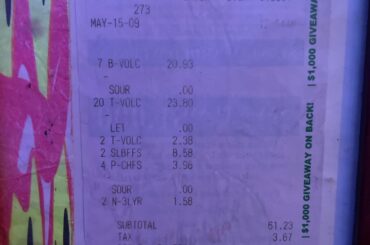 273
MAY-15-09
7 B-VOLC 20.93
-
SOUR .00
20 T-VOLC 23.80
-
LET .00
2 T-VOLC 2.38
2 SLBFFS 8.58
4 P-CHFS 3.96
-
SOUR .00
2 N-3LYR 1.58
SUBTOTAL 61.23
TAX 3.67
$1,000 GIVEAWAY ON BACK! | $1,000 GIVEAWAY